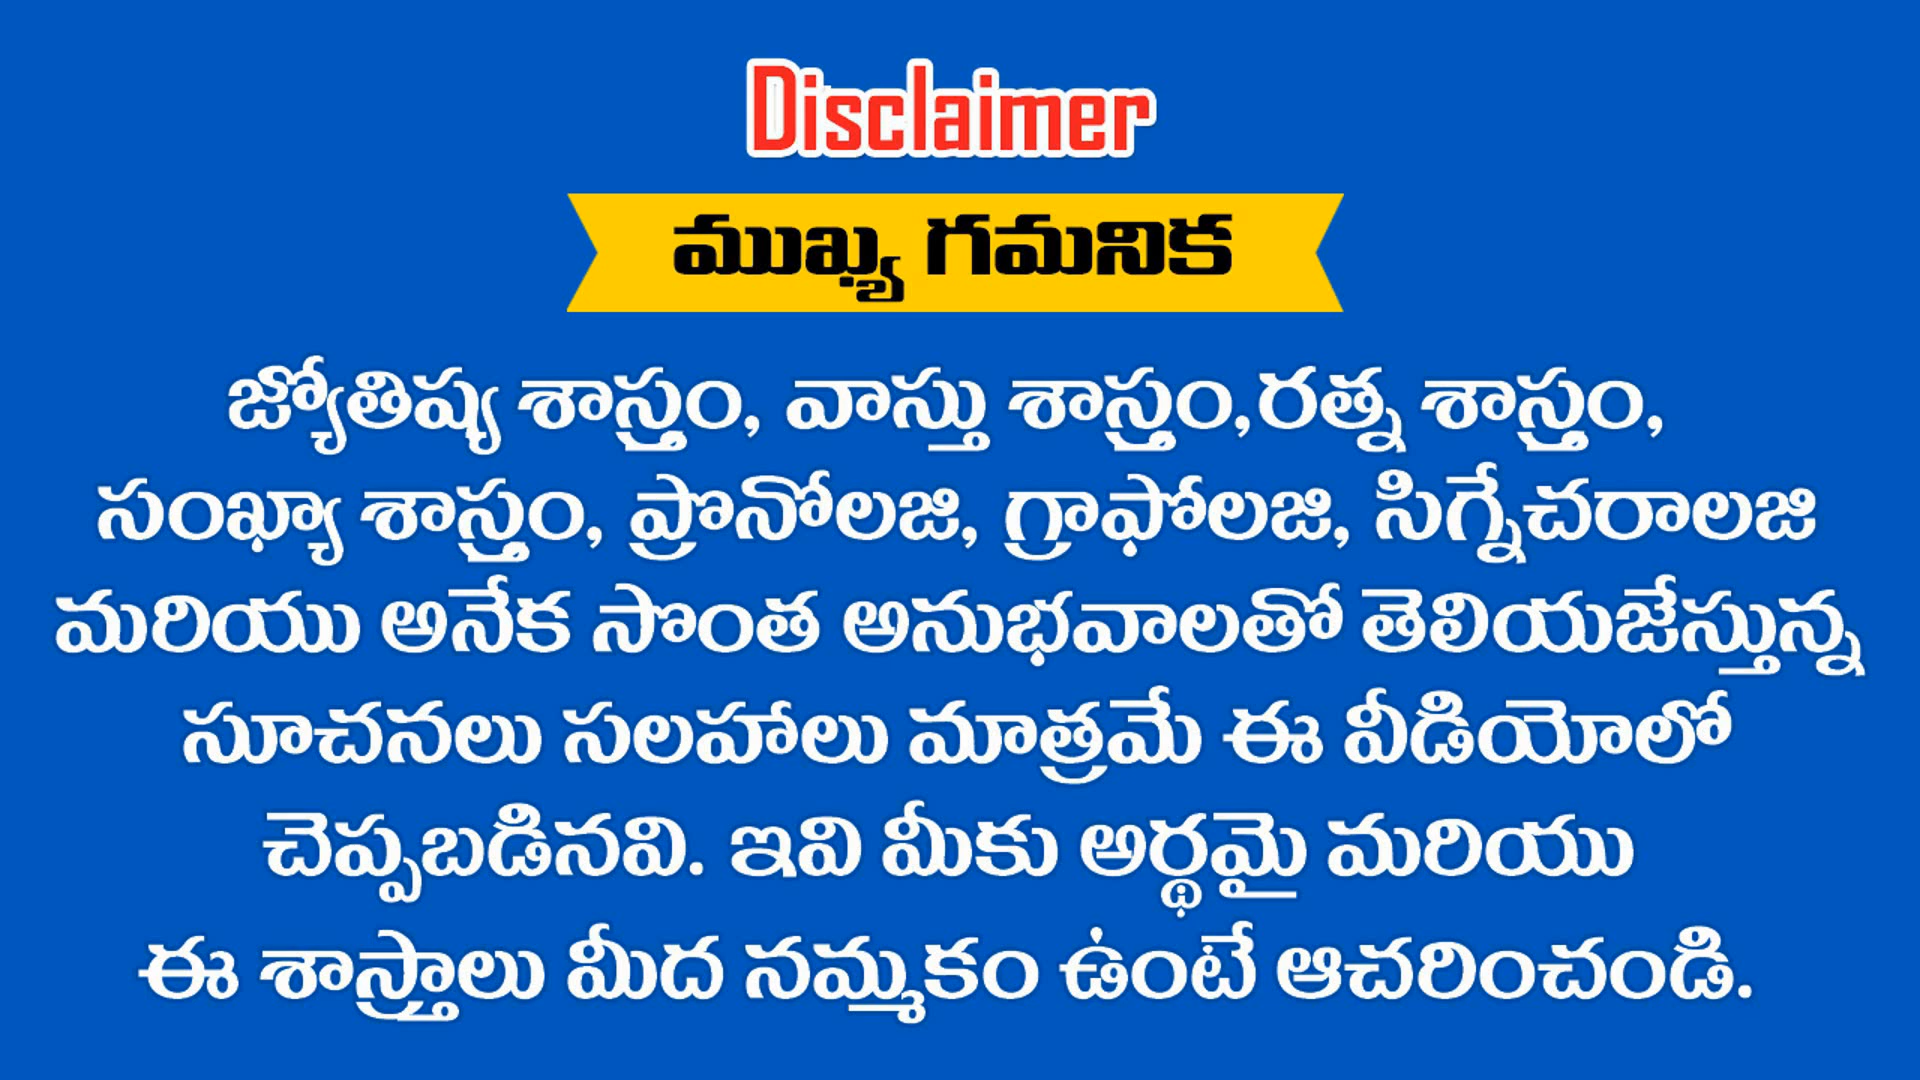 Disclaimer
ముఖ్య గమనిక
జ్యోతిష్య శాస్త్రం, వాస్తు శాస్త్రం,రత్న శాస్త్రం,
సంఖ్యా శాస్త్రం, ప్రొనోలజి, గ్రాఫోలజి, సిగ్నేచరాలజి
మరియు అనేక సొంత అనుభవాలతో తెలియజేస్తున్న
సూచనలు సలహాలు మాత్రమే ఈ వీడియోలో
చెప్పబడినవి. ఇవి మీకు అర్థమై మరియు
ఈ శాస్త్రాలు మీద నమ్మకం ఉంటే ఆచరించండి.